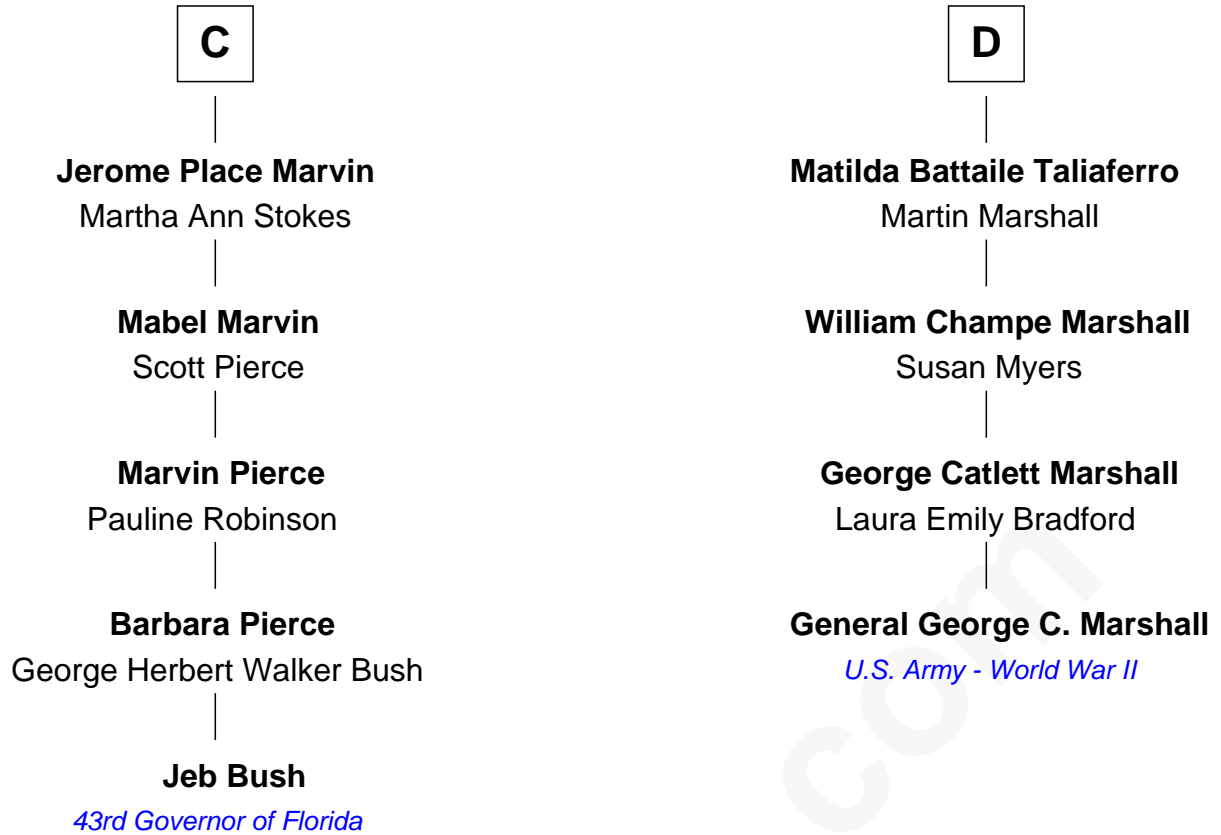 C
Jerome Place Marvin
Martha Ann Stokes
Mabel Marvin
Scott Pierce
Marvin Pierce
Pauline Robinson
Barbara Pierce
George Herbert Walker Bush
Jeb Bush
43rd Governor of Florida
D
Matilda Battaile Taliaferro
Martin Marshall
William Champe Marshall
Susan Myers
George Catlett Marshall
Laura Emily Bradford
General George C. Marshall
U.S. Army - World War II
com